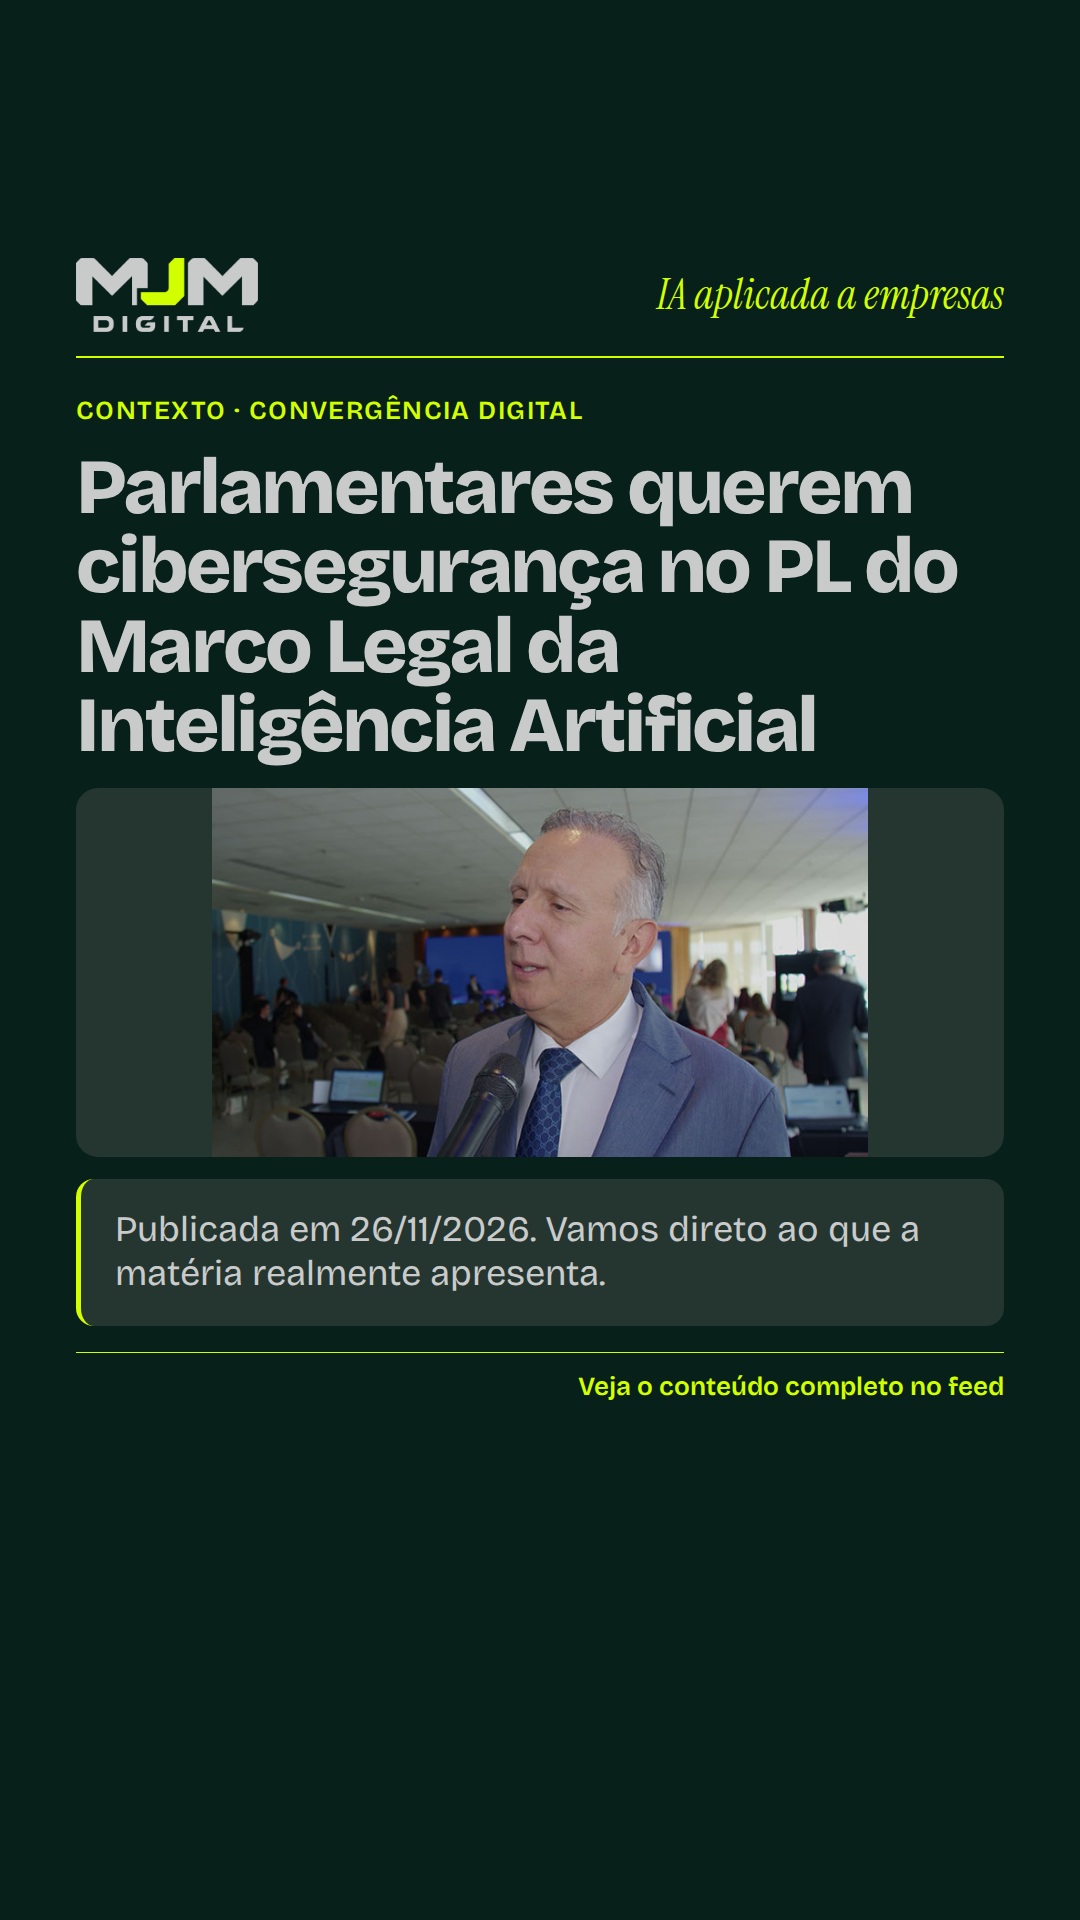 MJM
DIGITAL
IA aplicada a empresas
CONTEXTO · CONVERGÊNCIA DIGITAL
Parlamentares querem
cibersegurança no PL do
Marco Legal da
Inteligência Artificial
Publicada em 26/11/2026. Vamos direto ao que a
matéria realmente apresenta.
Veja o conteúdo completo no feed